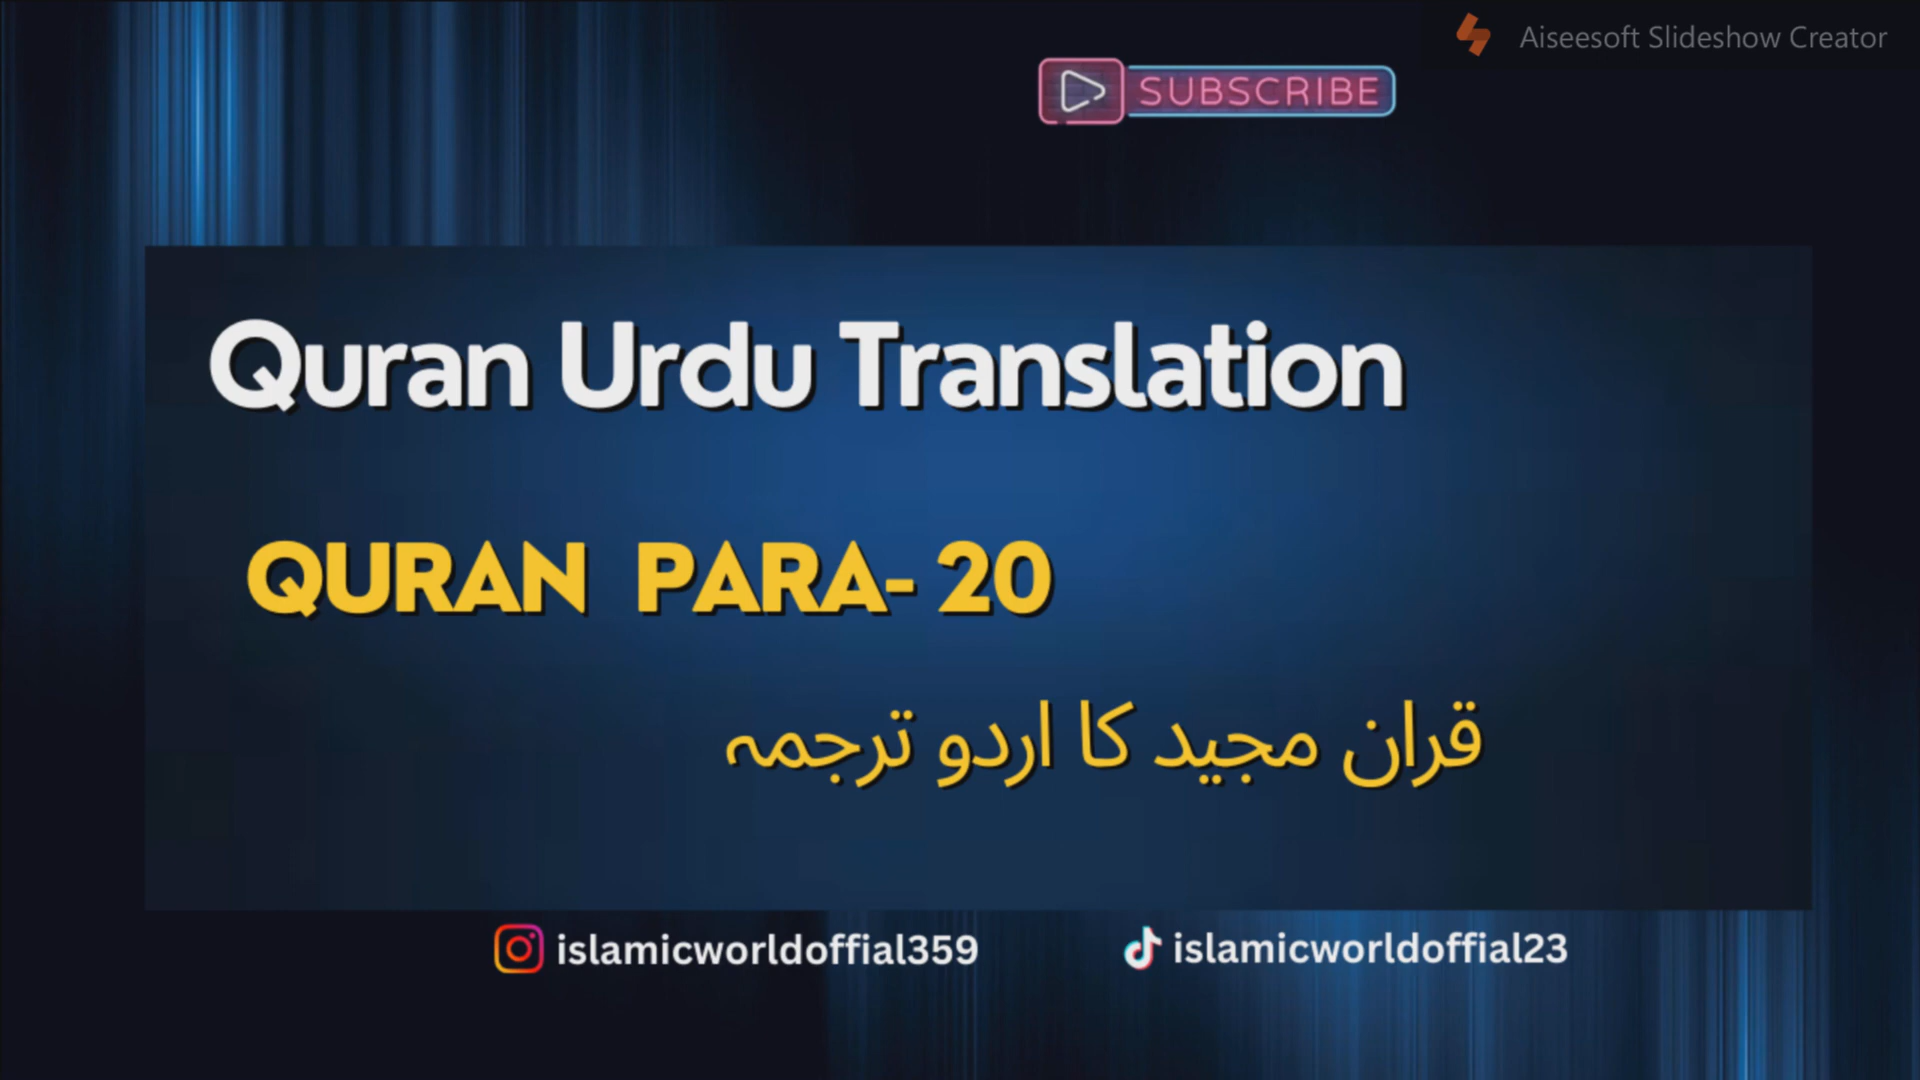 Aiseesoft Slideshow Creator
SUBSCRIBE
Quran Urdu Translation
QURAN PARA- 20
قران مجید کا اردو ترجمہ
islamicworldoffial359
islamicworldoffial23